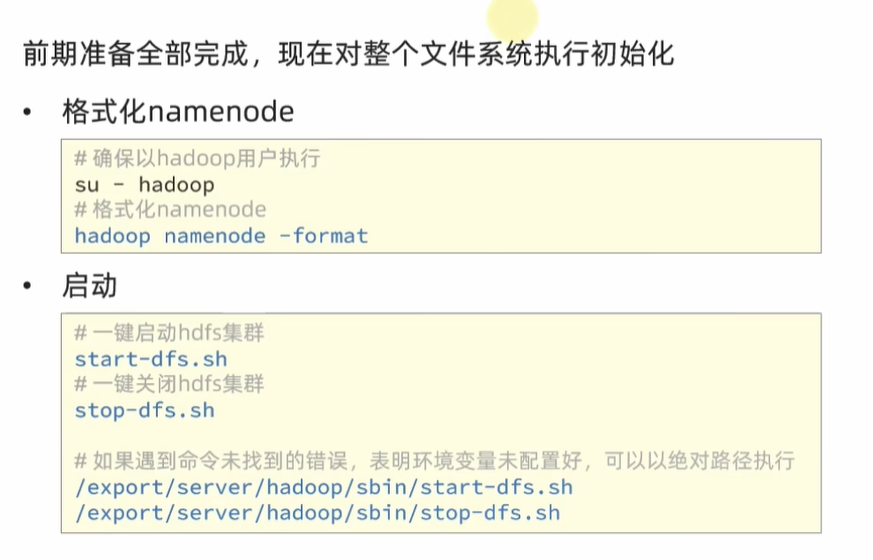 前期准备全部完成，现在对整个文件系统执行初始化
• 格式化namenode
# 确保以hadoop用户执行
su - hadoop
# 格式化namenode
hadoop namenode -format
• 启动
# 一键启动hdfs集群
start-dfs.sh
# 一键关闭hdfs集群
stop-dfs.sh
# 如果遇到命令未找到的错误，表明环境变量未配置好，可以以绝对路径执行
/export/server/hadoop/sbin/start-dfs.sh
/export/server/hadoop/sbin/stop-dfs.sh